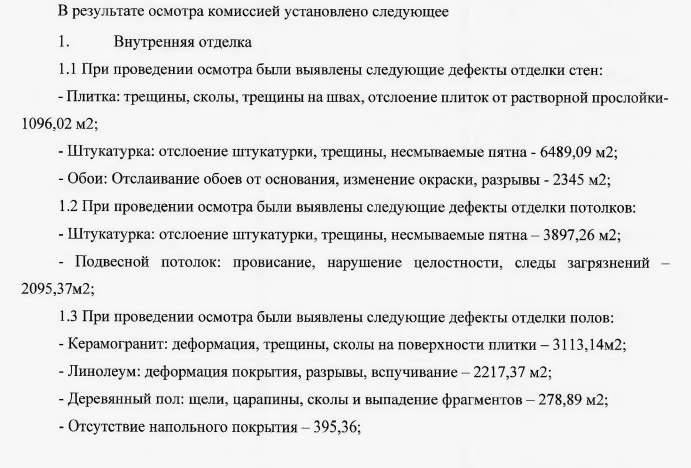 В результате осмотра комиссией установлено следующее
1. Внутренняя отделка
1.1 При проведении осмотра были выявлены следующие дефекты отделки стен:
- Плитка: трещины, сколы, трещины на швах, отслоение плиток от растворной прослойки-
1096,02 м2;
- Штукатурка: отслоение штукатурки, трещины, несмываемые пятна - 6489,09 м2;
- Обои: Отслаивание обоев от основания, изменение окраски, разрывы - 2345 м2;
1.2 При проведении осмотра были выявлены следующие дефекты отделки потолков:
- Штукатурка: отслоение штукатурки, трещины, несмываемые пятна – 3897,26 м2;
- Подвесной потолок: провисание, нарушение целостности, следы загрязнений –
2095,37м2;
1.3 При проведении осмотра были выявлены следующие дефекты отделки полов:
- Керамогранит: деформация, трещины, сколы на поверхности плитки – 3113,14м2;
- Линолеум: деформация покрытия, разрывы, вспучивание – 2217,37 м2;
- Деревянный пол: щели, царапины, сколы и выпадение фрагментов – 278,89 м2;
- Отсутствие напольного покрытия – 395,36;